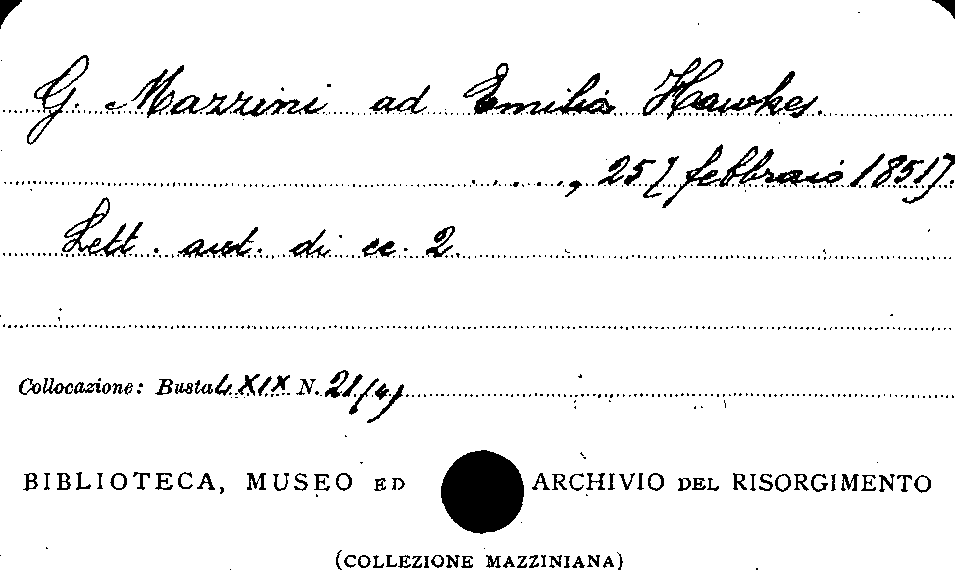 G. Mazzini ad Emilia Hawkes.
....., 25 [febbraio 1851].
Lett. aut. di cc. 2.
Collocazione: Busta LXIX N. 21/(4)
BIBLIOTECA, MUSEO ED ARCHIVIO DEL RISORGIMENTO
(COLLEZIONE MAZZINIANA)